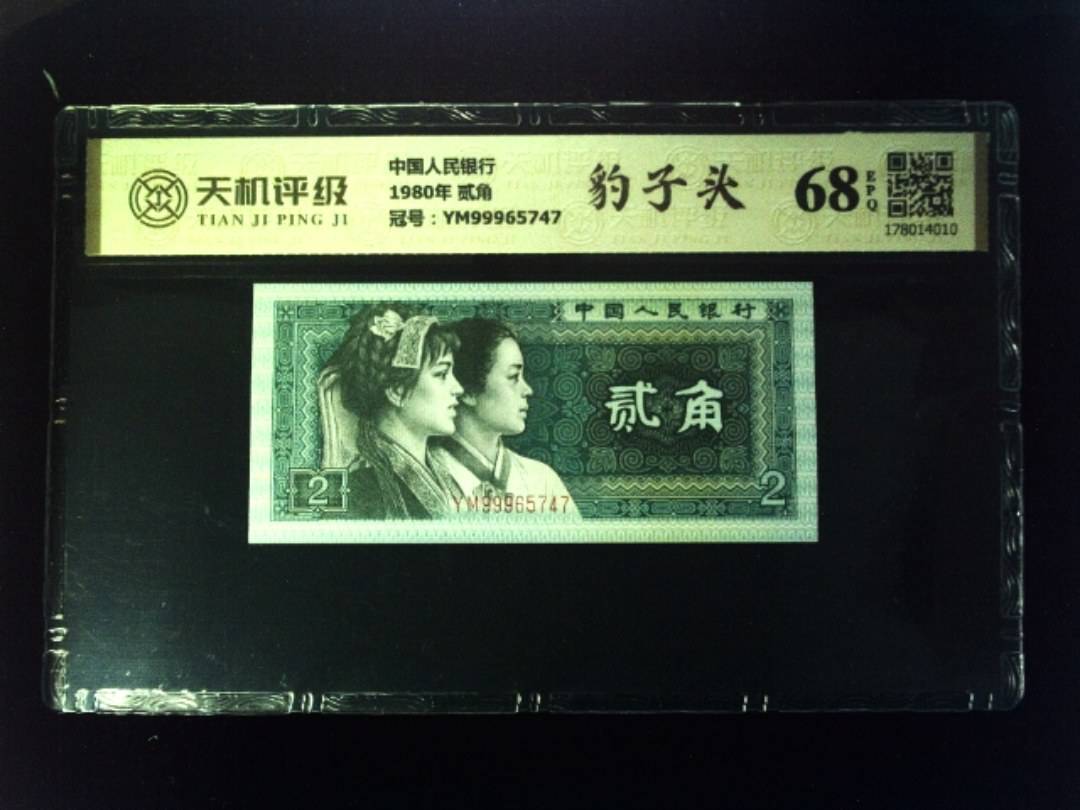 天机评级
TIAN JI PING JI
中国人民银行
1980年 贰角
冠号：YM99965747
豹子头
68
EPQ
178014010
中国人民银行
贰角
2
2
YM99965747